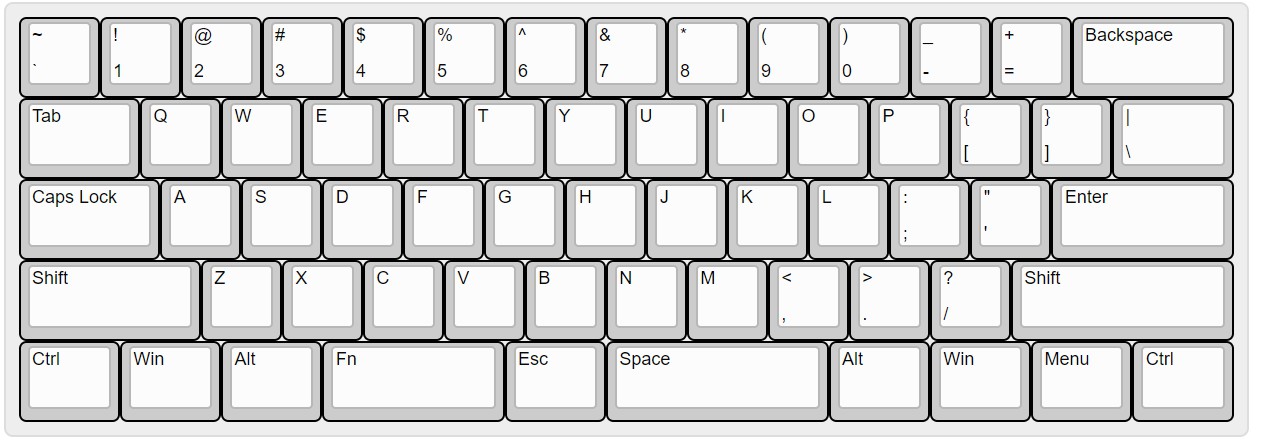 ~ ! @ # $ % ^ & * ( ) _ + Backspace
` 1 2 3 4 5 6 7 8 9 0 - =
Tab Q W E R T Y U I O P { } |
[ ] \
Caps Lock A S D F G H J K L : " Enter
; '
Shift Z X C V B N M < > ? Shift
, . /
Ctrl Win Alt Fn Esc Space Alt Win Menu Ctrl